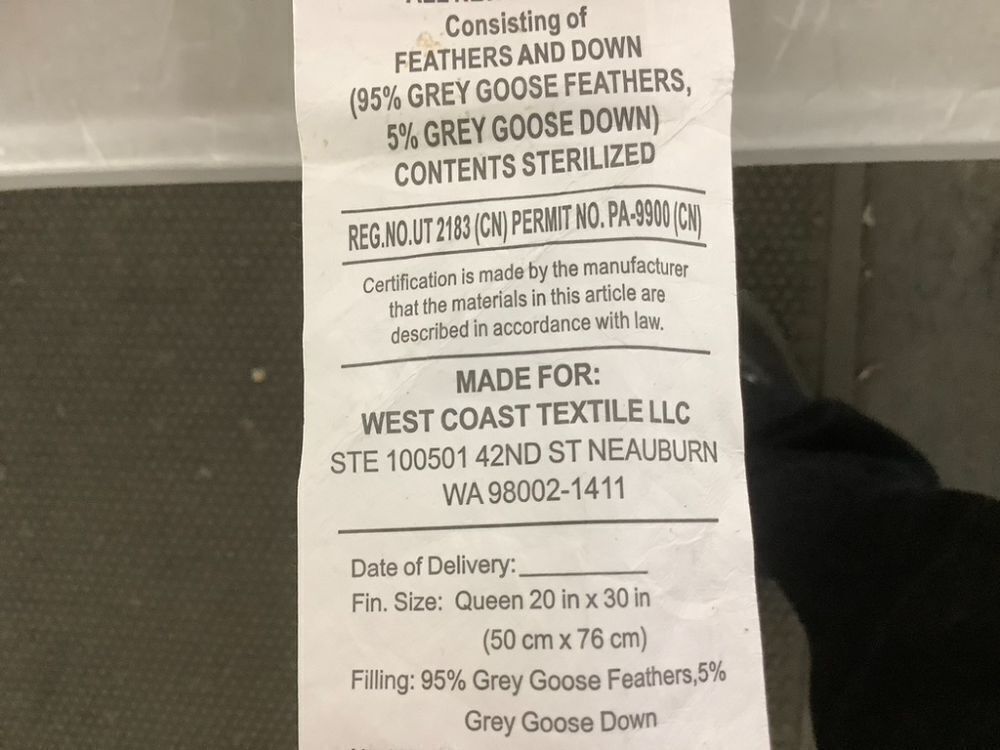 Consisting of
FEATHERS AND DOWN
(95% GREY GOOSE FEATHERS,
5% GREY GOOSE DOWN)
CONTENTS STERILIZED
REG.NO.UT 2183 (CN) PERMIT NO. PA-9900 (CN)
Certification is made by the manufacturer
that the materials in this article are
described in accordance with law.
MADE FOR:
WEST COAST TEXTILE LLC
STE 100501 42ND ST NEAUBURN
WA 98002-1411
Date of Delivery:
Fin. Size: Queen 20 in x 30 in
(50 cm x 76 cm)
Filling: 95% Grey Goose Feathers,5%
Grey Goose Down